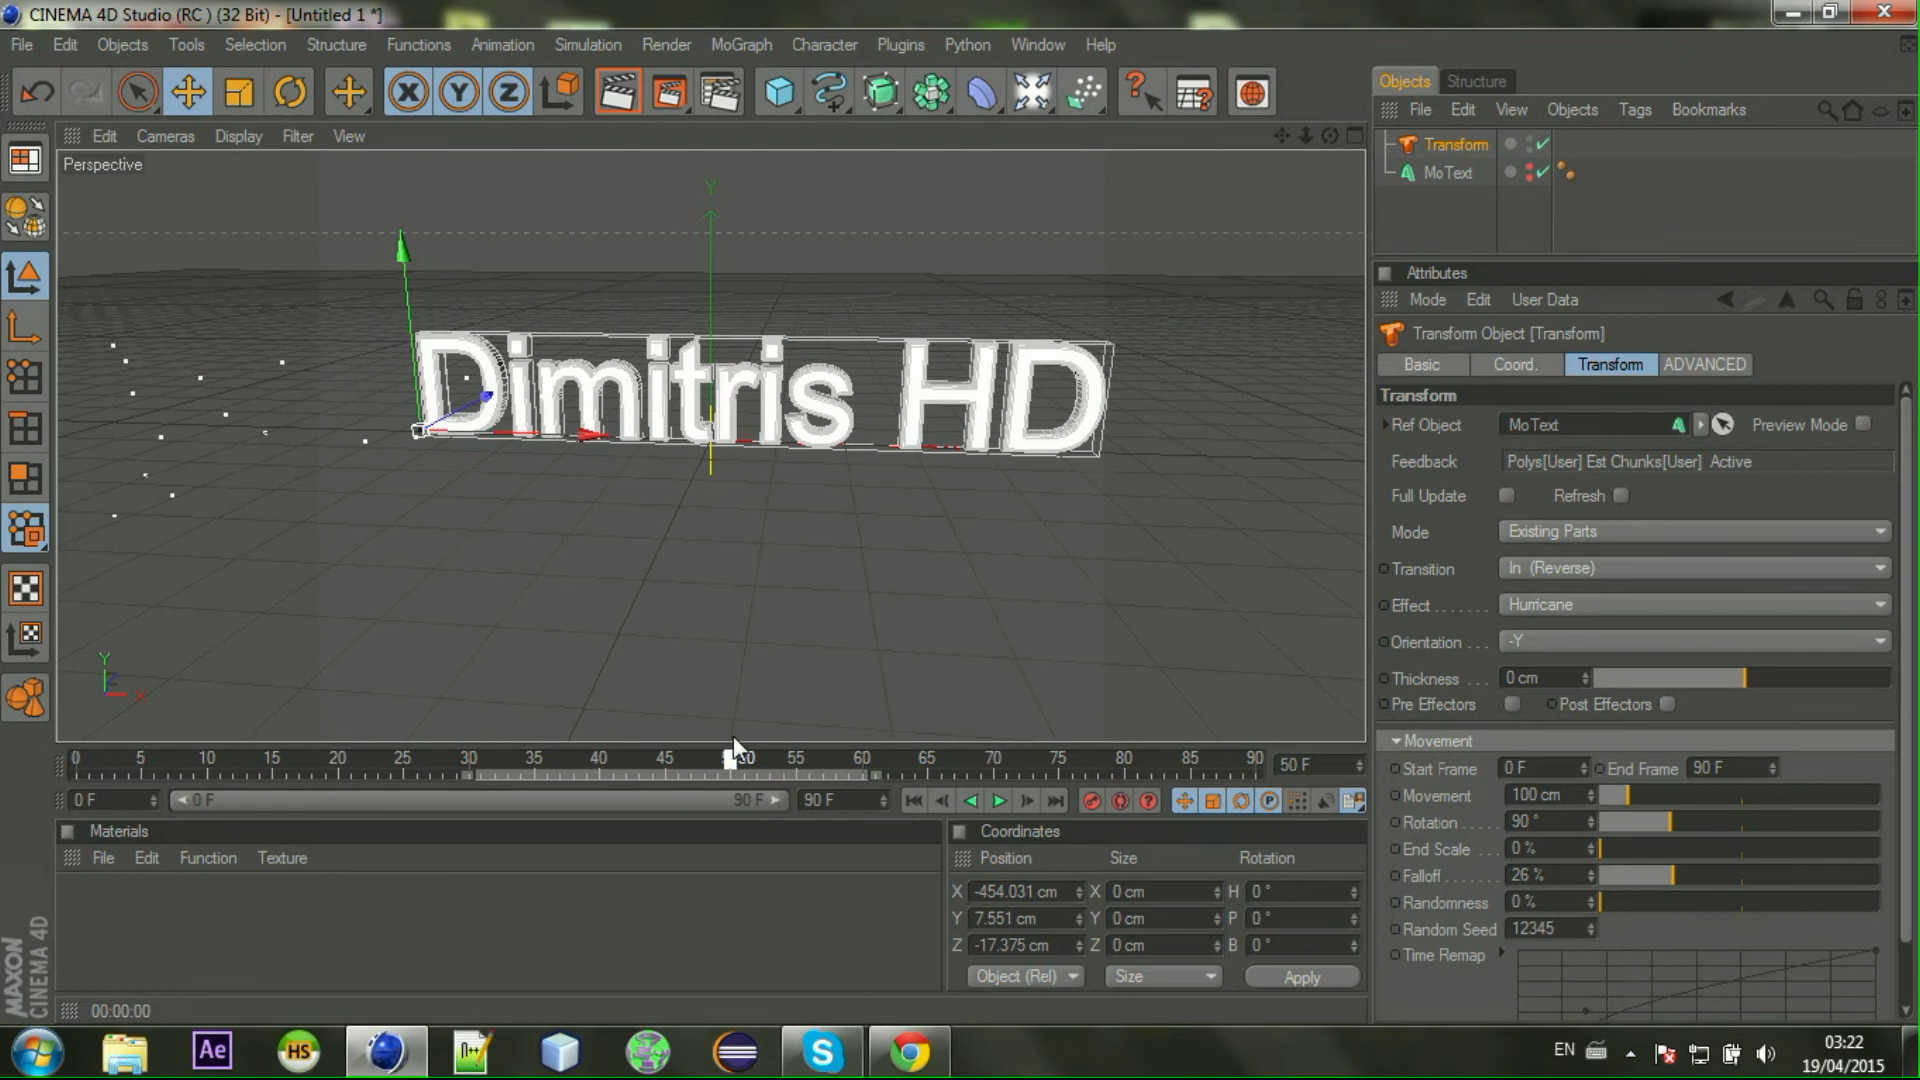 CINEMA 4D Studio (RC ) (32 Bit) - [Untitled 1 *]
File Edit Objects Tools Selection Structure Functions Animation Simulation Render MoGraph Character Plugins Python Window Help
X Y Z
Objects Structure
File Edit View Objects Tags Bookmarks
Transform
MoText
Edit Cameras Display Filter View
Perspective
Y
Dimitris HD
Y
Z
X
Attributes
Mode Edit User Data
Transform Object [Transform]
Basic Coord. Transform ADVANCED
Transform
Ref Object MoText Preview Mode
Feedback Polys[User] Est Chunks[User] Active
Full Update Refresh
Mode Existing Parts
Transition In (Reverse)
Effect . . . . . . . Hurricane
Orientation . . . -Y
Thickness . . . 0 cm
Pre Effectors Post Effectors
Movement
Start Frame 0 F End Frame 90 F
Movement 100 cm
Rotation . . . . . 90 °
End Scale . . . 0 %
Falloff . . . . . . . 26 %
Randomness 0 %
Random Seed 12345
Time Remap
0 5 10 15 20 25 30 35 40 45 50 55 60 65 70 75 80 85 90 50 F
0 F 0 F 90 F 90 F
Materials
File Edit Function Texture
Coordinates
Position Size Rotation
X -454.031 cm X 0 cm H 0 °
Y 7.551 cm Y 0 cm P 0 °
Z -17.375 cm Z 0 cm B 0 °
Object (Rel) Size Apply
MAXON
CINEMA 4D
00:00:00
Ae HS n++ S
EN
03:22
19/04/2015